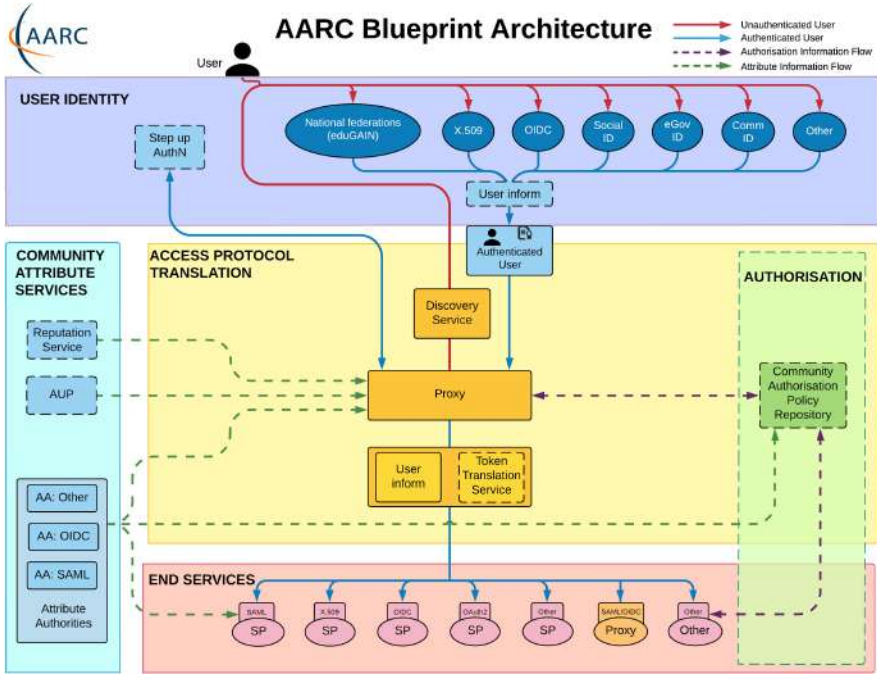 AARC
AARC Blueprint Architecture
Unauthenticated User
Authenticated User
Authorisation Information Flow
Attribute Information Flow
User
USER IDENTITY
Step up
AuthN
National federations
(eduGAIN)
X.509
OIDC
Social
ID
eGov
ID
Comm
ID
Other
User inform
Authenticated
User
COMMUNITY
ATTRIBUTE
SERVICES
ACCESS PROTOCOL
TRANSLATION
AUTHORISATION
Discovery
Service
Reputation
Service
AUP
Proxy
Community
Authorisation
Policy
Repository
User
inform
Token
Translation
Service
AA: Other
AA: OIDC
AA: SAML
Attribute
Authorities
END SERVICES
SAML
SP
X.509
SP
OIDC
SP
OAuth2
SP
Other
SP
SAML/OIDC
Proxy
Other
Other